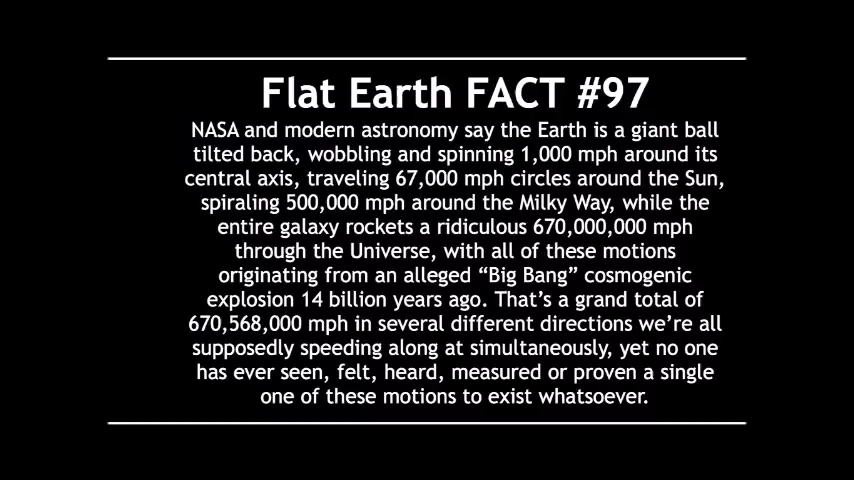 Flat Earth FACT #97
NASA and modern astronomy say the Earth is a giant ball
tilted back, wobbling and spinning 1,000 mph around its
central axis, traveling 67,000 mph circles around the Sun,
spiraling 500,000 mph around the Milky Way, while the
entire galaxy rockets a ridiculous 670,000,000 mph
through the Universe, with all of these motions
originating from an alleged “Big Bang” cosmogenic
explosion 14 billion years ago. That’s a grand total of
670,568,000 mph in several different directions we’re all
supposedly speeding along at simultaneously, yet no one
has ever seen, felt, heard, measured or proven a single
one of these motions to exist whatsoever.